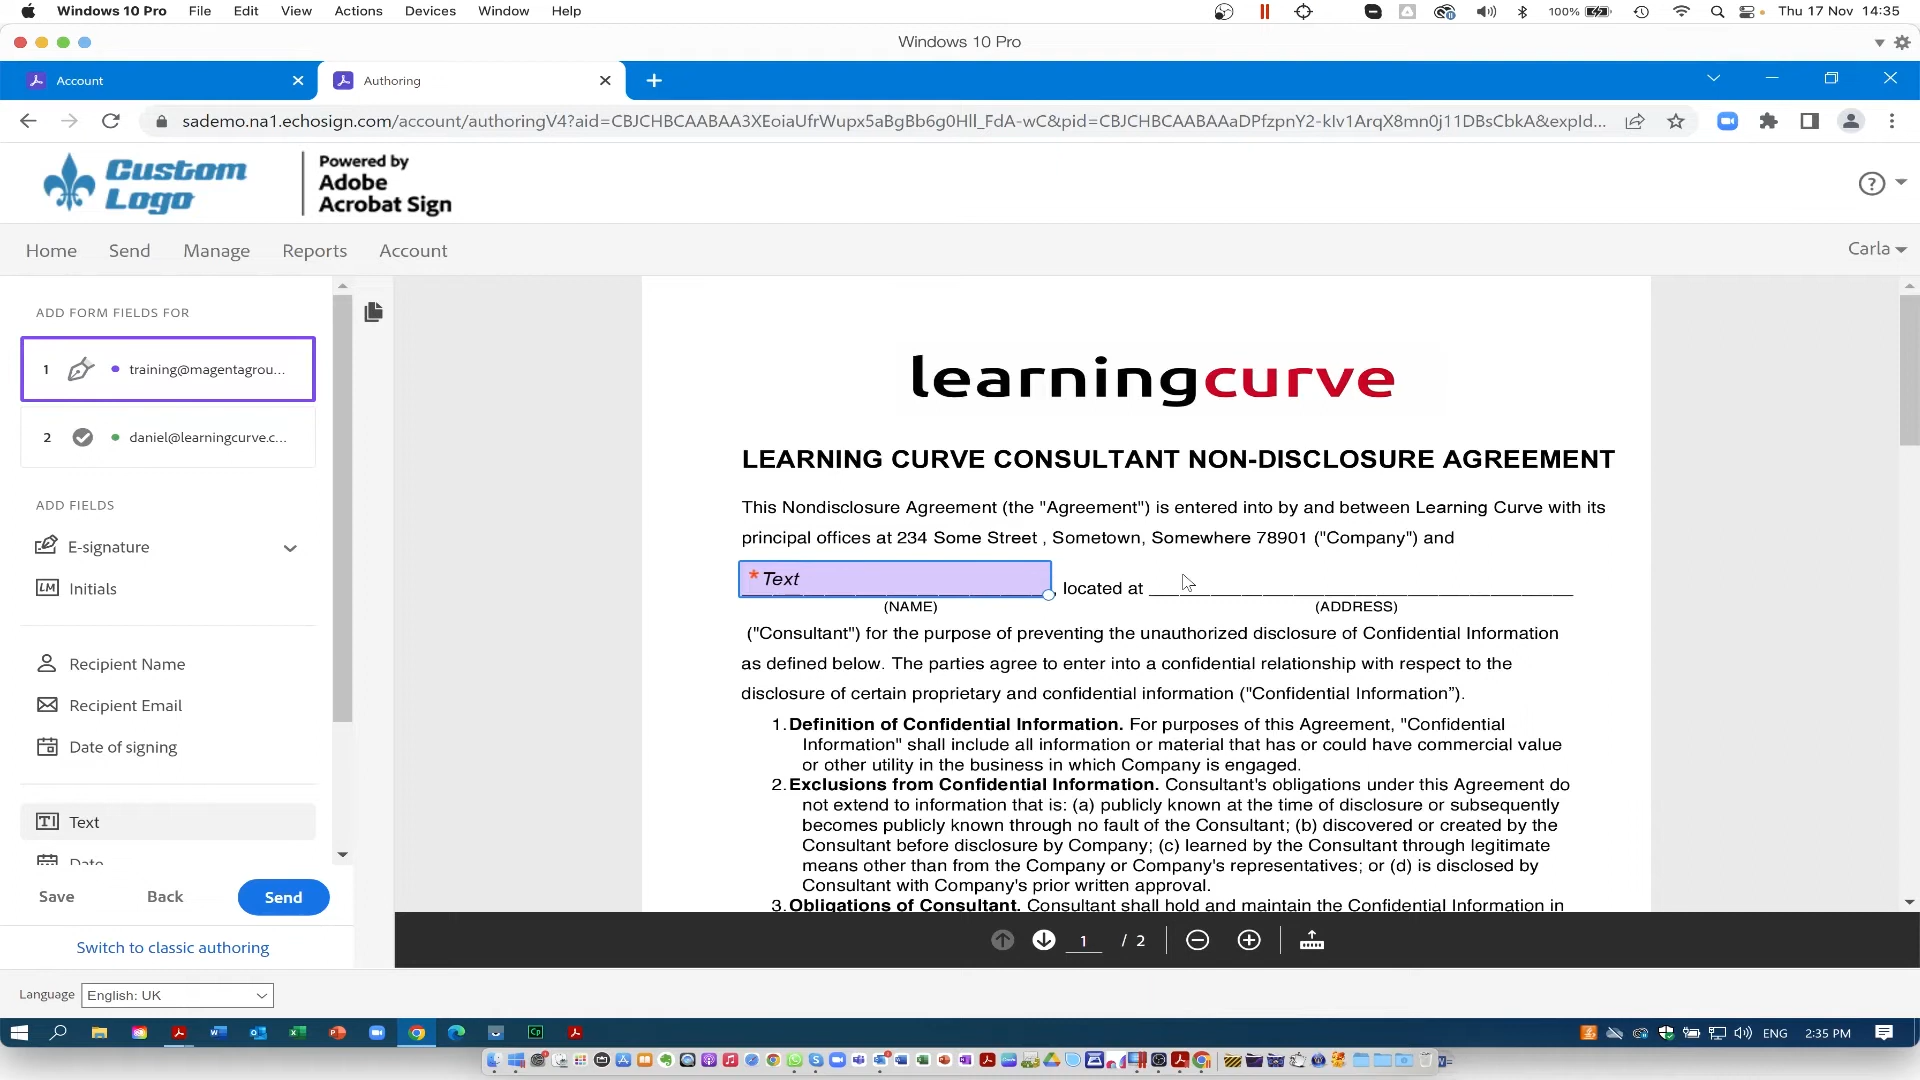 Windows 10 Pro File Edit View Actions Devices Window Help 100% Thu 17 Nov 14:35
Windows 10 Pro
Account Authoring
sademo.na1.echosign.com/account/authoringV4?aid=CBJCHBCAABAA3XEoiaUfrWupx5aBgBb6g0Hll_FdA-wC&pid=CBJCHBCAABAAaDPfzpnY2-kIv1ArqX8mn0j11DBsCbkA&expId...
Custom Logo
Powered by
Adobe
Acrobat Sign
Home Send Manage Reports Account Carla
ADD FORM FIELDS FOR
1 training@magentagrou...
2 daniel@learningcurve.c...
ADD FIELDS
E-signature
Initials
Recipient Name
Recipient Email
Date of signing
Text
Date
Save Back Send
Switch to classic authoring
learningcurve
LEARNING CURVE CONSULTANT NON-DISCLOSURE AGREEMENT
This Nondisclosure Agreement (the "Agreement") is entered into by and between Learning Curve with its
principal offices at 234 Some Street , Sometown, Somewhere 78901 ("Company") and
* Text , located at
(NAME) (ADDRESS)
("Consultant") for the purpose of preventing the unauthorized disclosure of Confidential Information
as defined below. The parties agree to enter into a confidential relationship with respect to the
disclosure of certain proprietary and confidential information ("Confidential Information”).
1. Definition of Confidential Information. For purposes of this Agreement, "Confidential
Information" shall include all information or material that has or could have commercial value
or other utility in the business in which Company is engaged.
2. Exclusions from Confidential Information. Consultant's obligations under this Agreement do
not extend to information that is: (a) publicly known at the time of disclosure or subsequently
becomes publicly known through no fault of the Consultant; (b) discovered or created by the
Consultant before disclosure by Company; (c) learned by the Consultant through legitimate
means other than from the Company or Company's representatives; or (d) is disclosed by
Consultant with Company's prior written approval.
3. Obligations of Consultant. Consultant shall hold and maintain the Confidential Information in
1 / 2
Language English: UK
ENG 2:35 PM